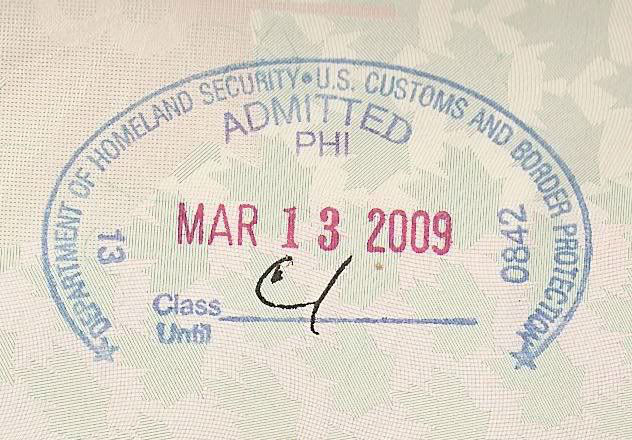 ★ DEPARTMENT OF HOMELAND SECURITY • U.S. CUSTOMS AND BORDER PROTECTION ★
ADMITTED
PHI
MAR 13 2009
13
0842
Class
Until